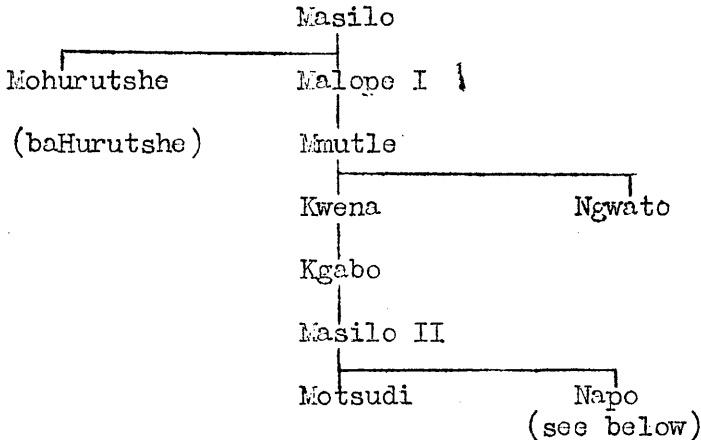 Masilo
Mohurutshe Malope I
(baHurutshe) Mmutle
Kwena Ngwato
Kgabo
Masilo II
Motsudi Napo
(see below)